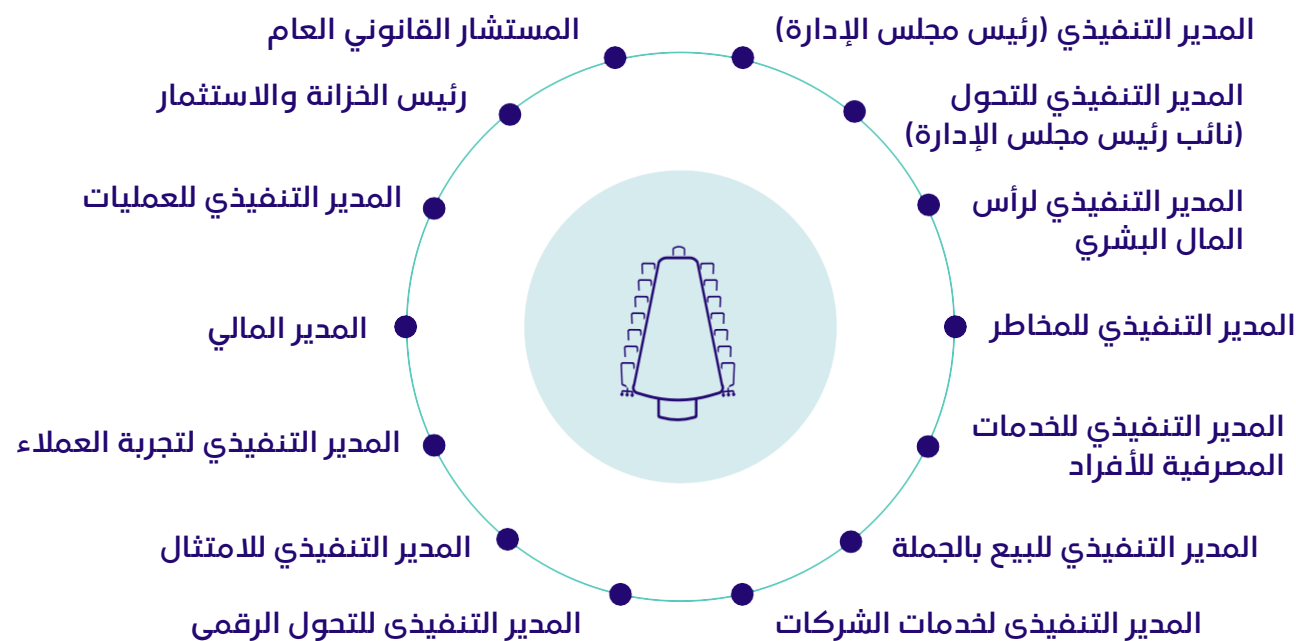 المدير التنفيذي (رئيس مجلس الإدارة)
المدير التنفيذي للتحول
(نائب رئيس مجلس الإدارة)
المدير التنفيذي لرأس
المال البشري
المدير التنفيذي للمخاطر
المدير التنفيذي للخدمات
المصرفية للأفراد
المدير التنفيذي للبيع بالجملة
المدير التنفيذي لخدمات الشركات
المستشار القانوني العام
رئيس الخزانة والاستثمار
المدير التنفيذي للعمليات
المدير المالي
المدير التنفيذي لتجربة العملاء
المدير التنفيذي للامتثال
المدير التنفيذي للتحول الرقمي